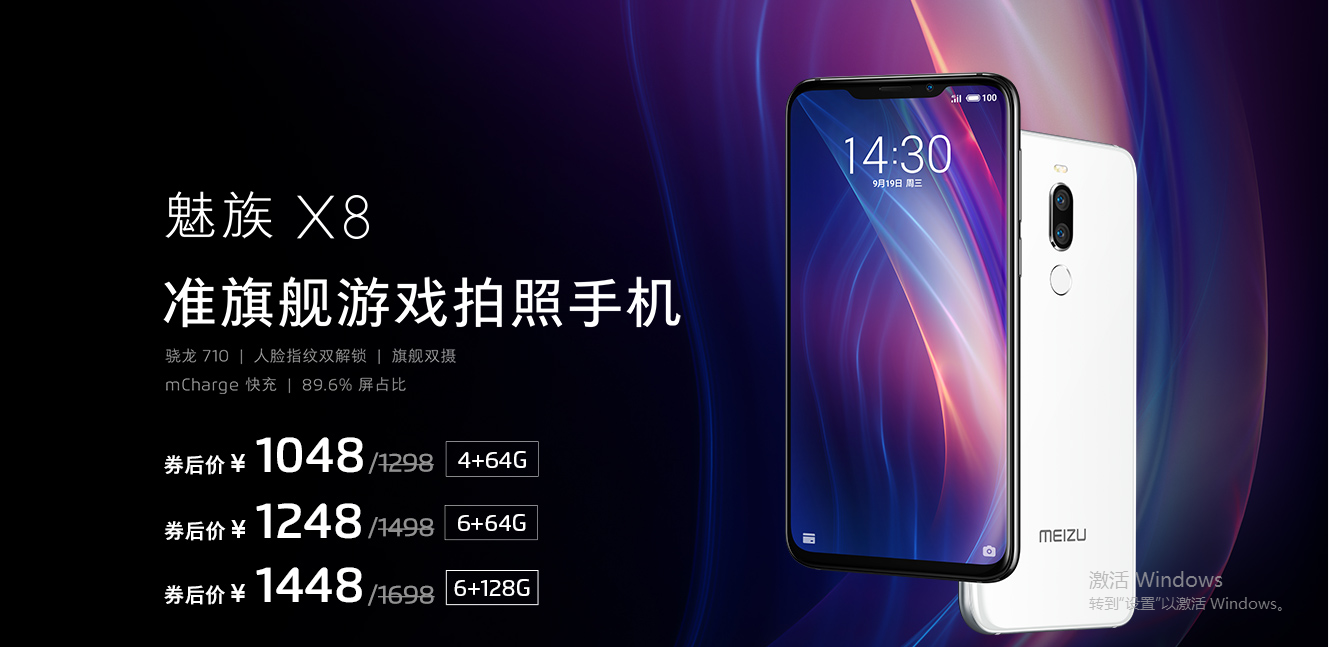 魅族 X8
准旗舰游戏拍照手机
骁龙 710 | 人脸指纹双解锁 | 旗舰双摄
mCharge 快充 | 89.6% 屏占比
券后价 ¥ 1048 /1298 4+64G
券后价 ¥ 1248 /1498 6+64G
券后价 ¥ 1448 /1698 6+128G
100
14:30
9月19日 周三
MEIZU
激活 Windows
转到"设置"以激活 Windows。